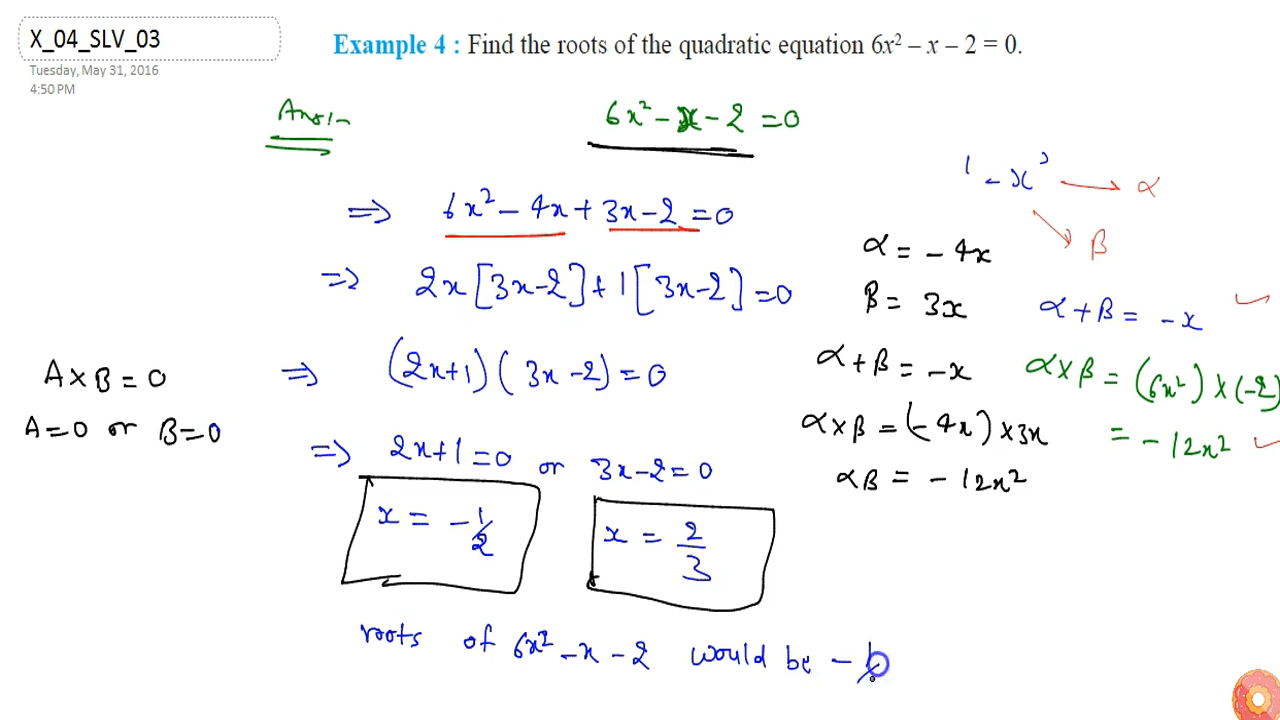 X_04_SLV_03
Tuesday, May 31, 2016
4:50 PM
Example 4 : Find the roots of the quadratic equation 6x² – x – 2 = 0.
Ans:-
6x² - x - 2 = 0
⇒ 6x² - 4x + 3x - 2 = 0
⇒ 2x [3x-2] + 1 [3x-2] = 0
⇒ (2x+1) (3x-2) = 0
⇒ 2x+1 = 0 or 3x-2 = 0
x = -1/2
x = 2/3
roots of 6x² - x - 2 would be -
A × B = 0
A = 0 or B = 0
- x
→ α
β
α = - 4x
β = 3x
α + β = -x
α × β = (-4x) × 3x
αβ = - 12x²
α + β = - x
α × β = (6x²) × (-2)
= - 12x²